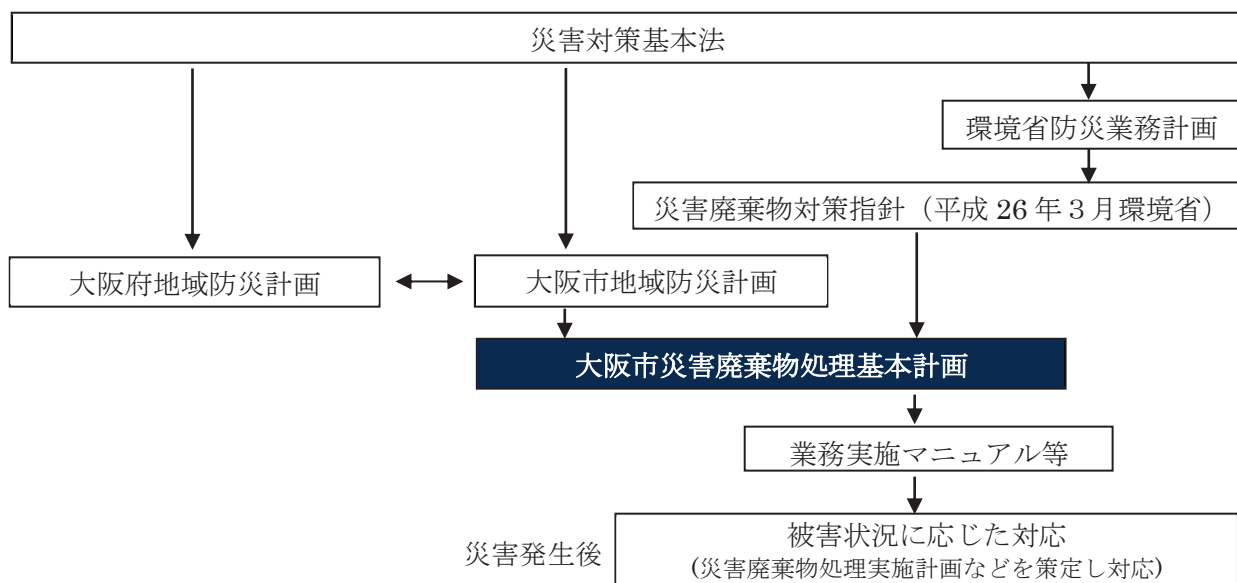 災害対策基本法
環境省防災業務計画
災害廃棄物対策指針（平成 26 年３月環境省）
大阪府地域防災計画
大阪市地域防災計画
大阪市災害廃棄物処理基本計画
業務実施マニュアル等
災害発生後
被害状況に応じた対応
(災害廃棄物処理実施計画などを策定し対応)